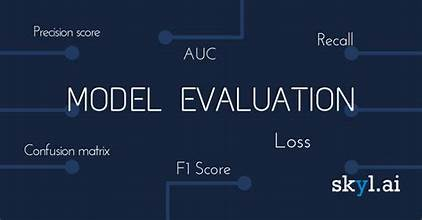 Precision score
AUC
Recall
MODEL EVALUATION
Loss
Confusion matrix
F1 Score
skyl.ai